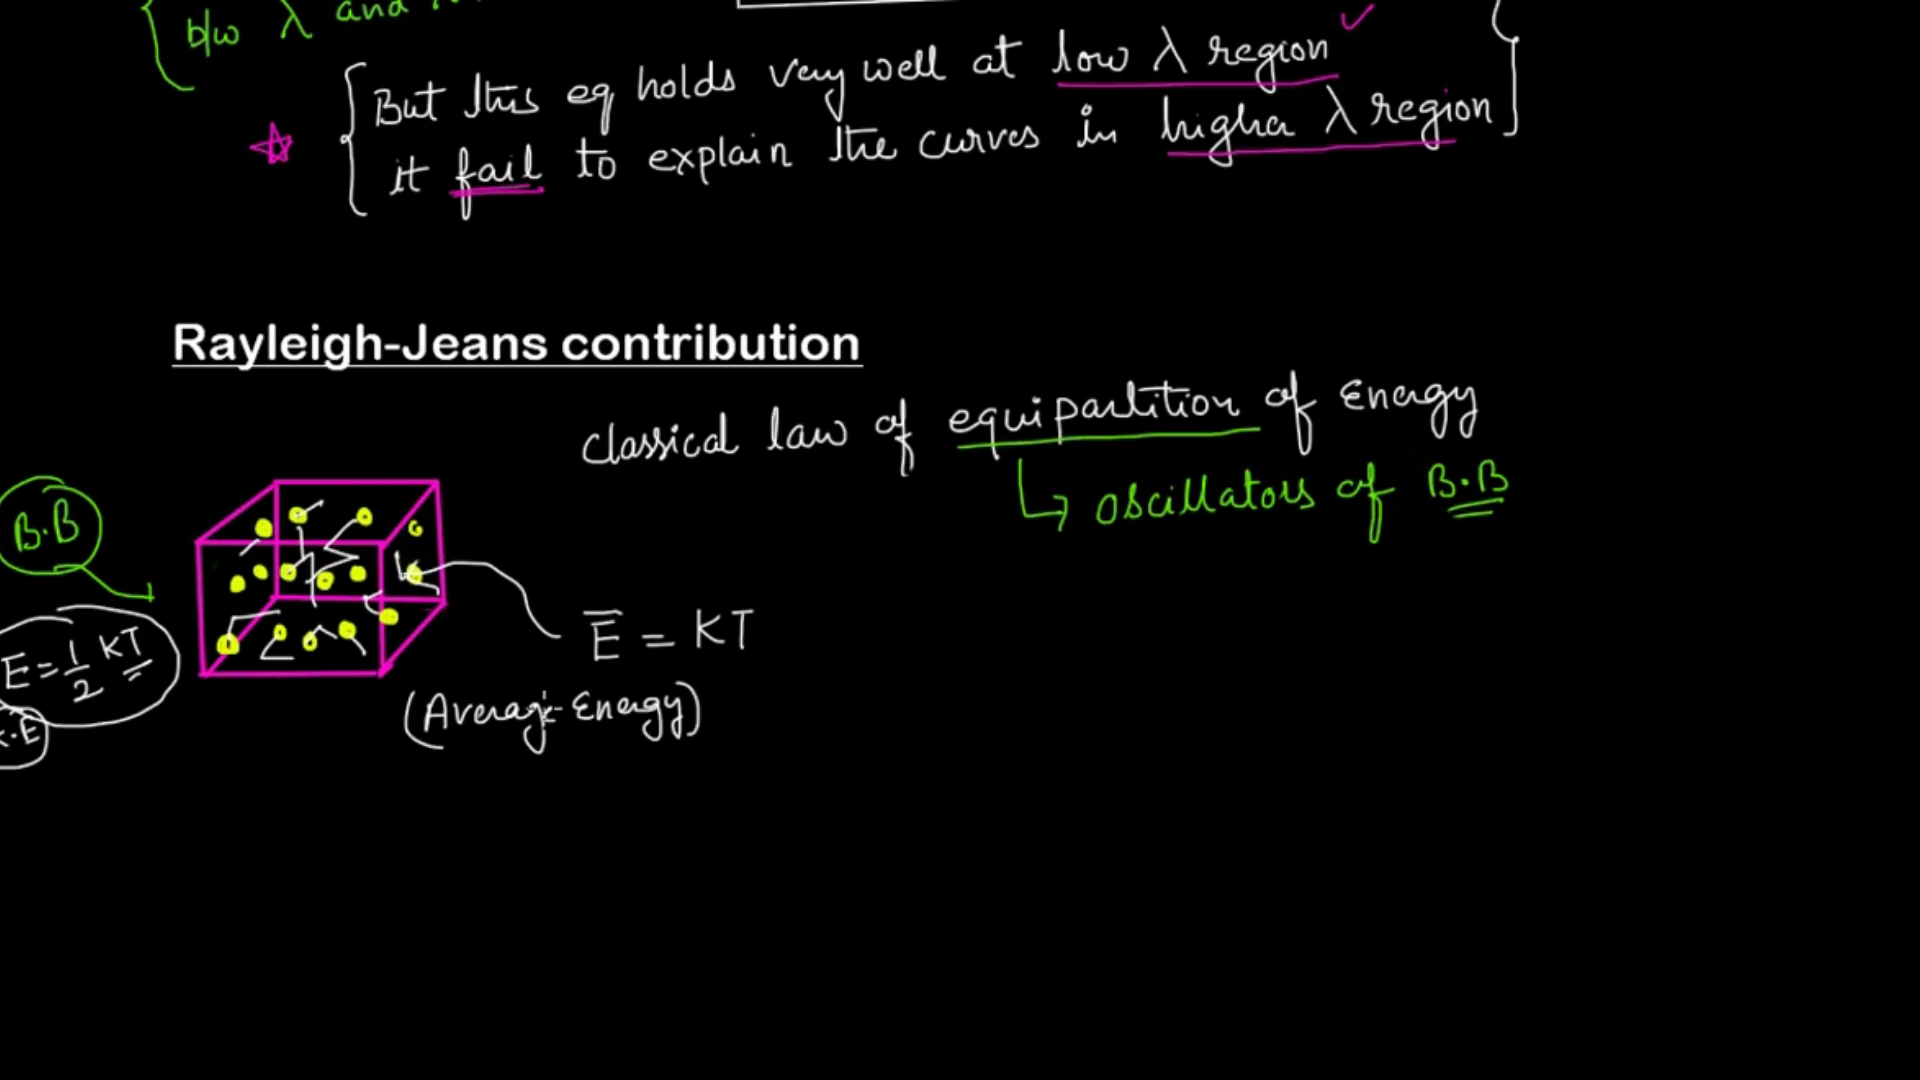 b/w λ and
But this eq holds very well at low λ region ✓
it fail to explain the curves in higher λ region
Rayleigh-Jeans contribution
Classical law of equipartition of Energy
↳ oscillators of B.B
B.B
E = 1/2 KT
K.E
E̅ = KT
(Average Energy)